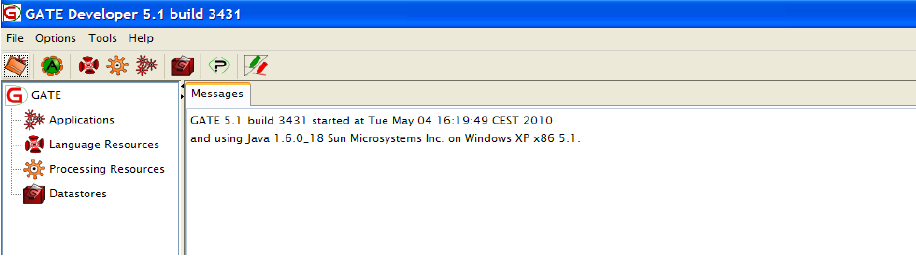 GATE Developer 5.1 build 3431
File Options Tools Help
Messages
GATE
GATE 5.1 build 3431 started at Tue May 04 16:19:49 CEST 2010
Applications
and using Java 1.6.0_18 Sun Microsystems Inc. on Windows XP x86 5.1.
Language Resources
Processing Resources
Datastores